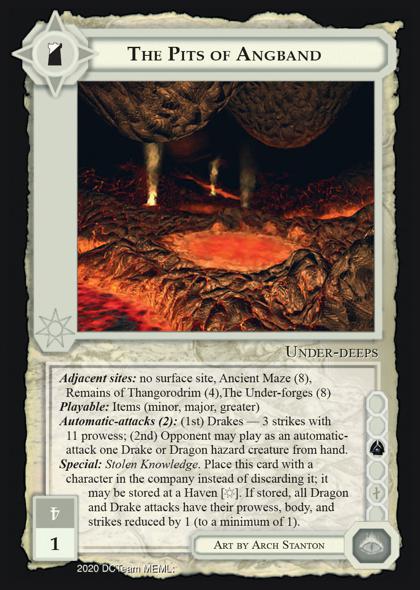 The Pits of Angband
Under-deeps
Adjacent sites: no surface site, Ancient Maze (8),
Remains of Thangorodrim (4),The Under-forges (8)
Playable: Items (minor, major, greater)
Automatic-attacks (2): (1st) Drakes — 3 strikes with
11 prowess; (2nd) Opponent may play as an automatic-
attack one Drake or Dragon hazard creature from hand.
Special: Stolen Knowledge. Place this card with a
character in the company instead of discarding it; it
may be stored at a Haven [☼]. If stored, all Dragon
and Drake attacks have their prowess, body, and
strikes reduced by 1 (to a minimum of 1).
4
1
Art by Arch Stanton
2020 DCTeam MEML: